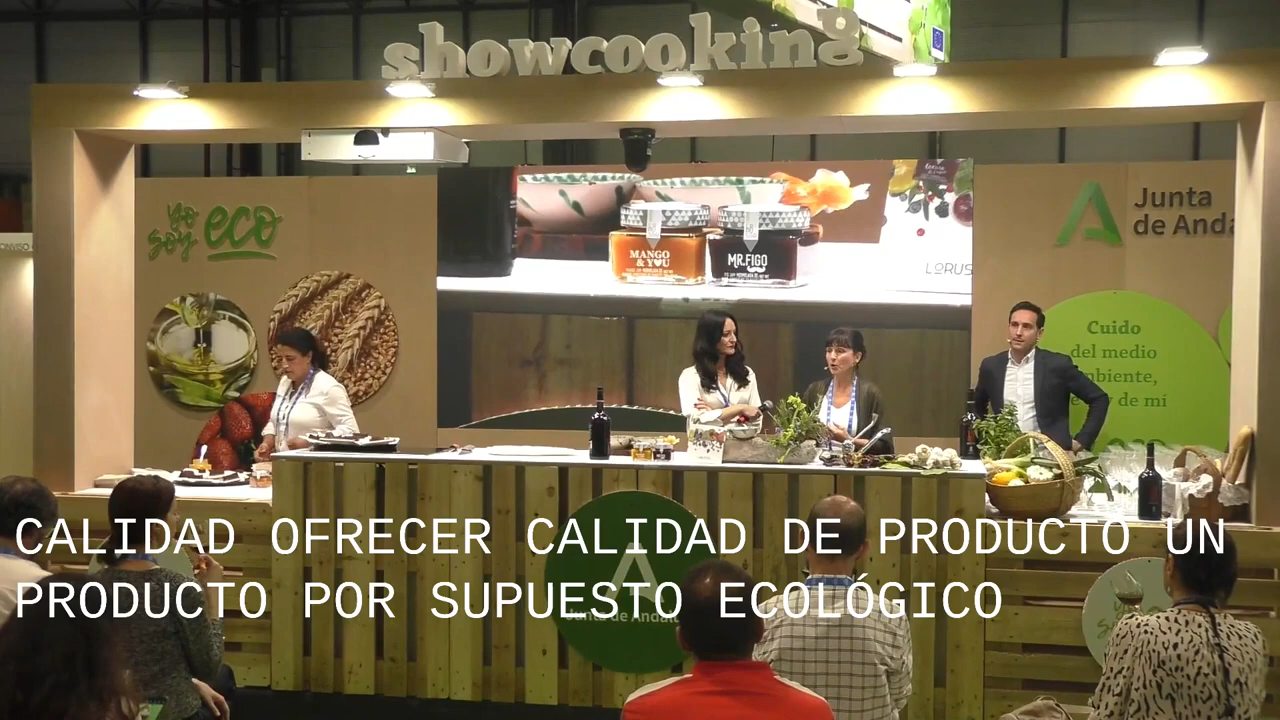 showcooking
yo
soy eco
MANGO
& YOU
MR.FIGO
LORUS
Junta
de Anda
Cuido
del medio
ambiente,
de mí
CALIDAD OFRECER CALIDAD DE PRODUCTO UN
PRODUCTO POR SUPUESTO ECOLÓGICO
Junta de Andalu